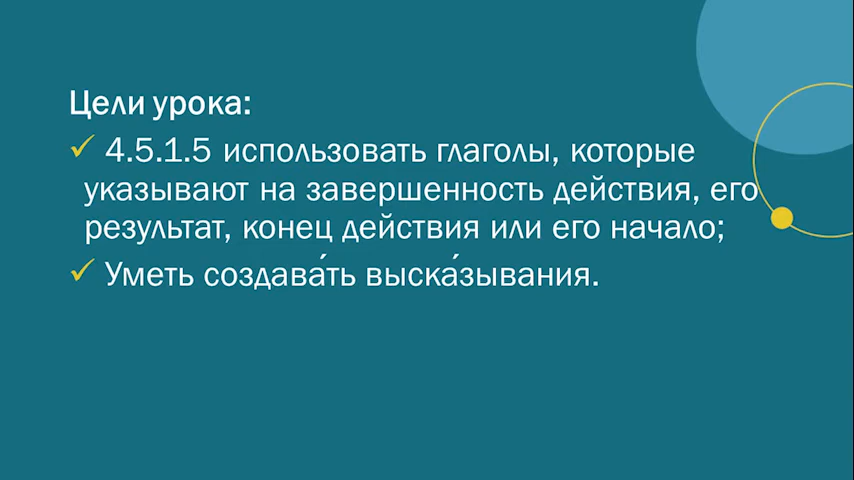 Цели урока:
✓ 4.5.1.5 использовать глаголы, которые
указывают на завершенность действия, его
результат, конец действия или его начало;
✓ Уметь создава́ть выска́зывания.